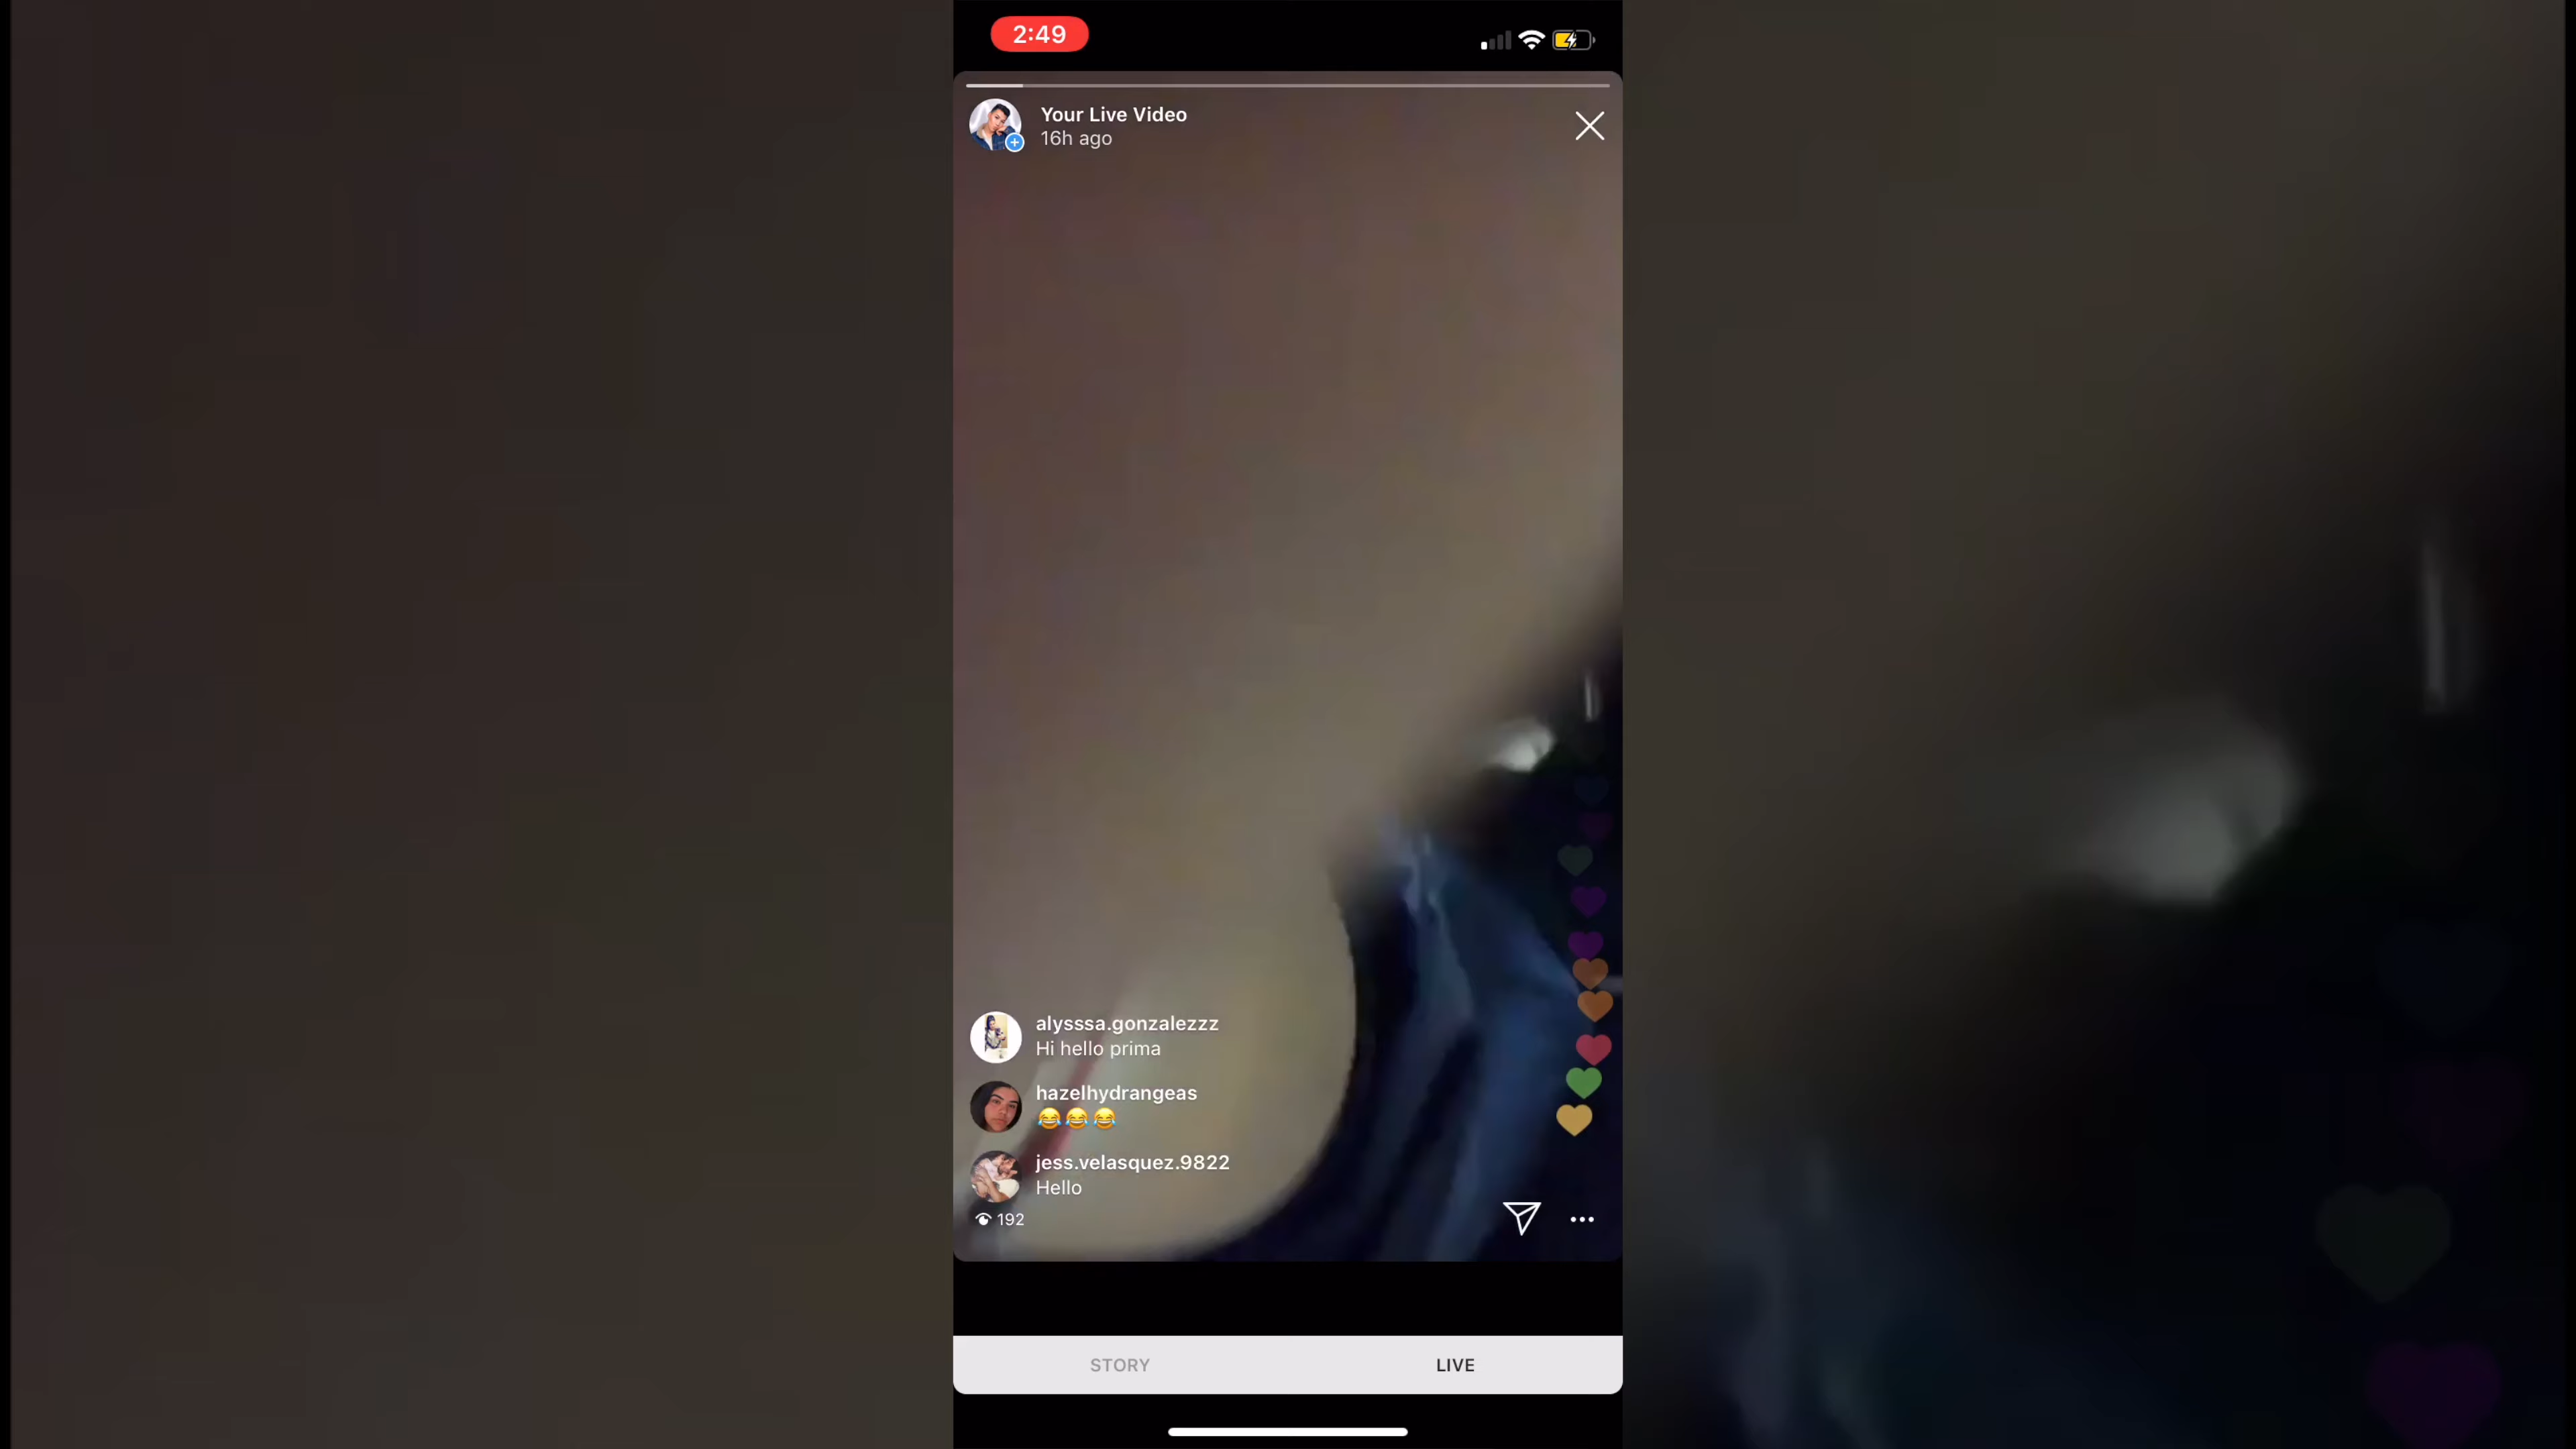 2:49
Your Live Video
16h ago
alysssa.gonzalezzz
Hi hello prima
hazelhydrangeas
😂😂😂
jess.velasquez.9822
Hello
192
STORY
LIVE